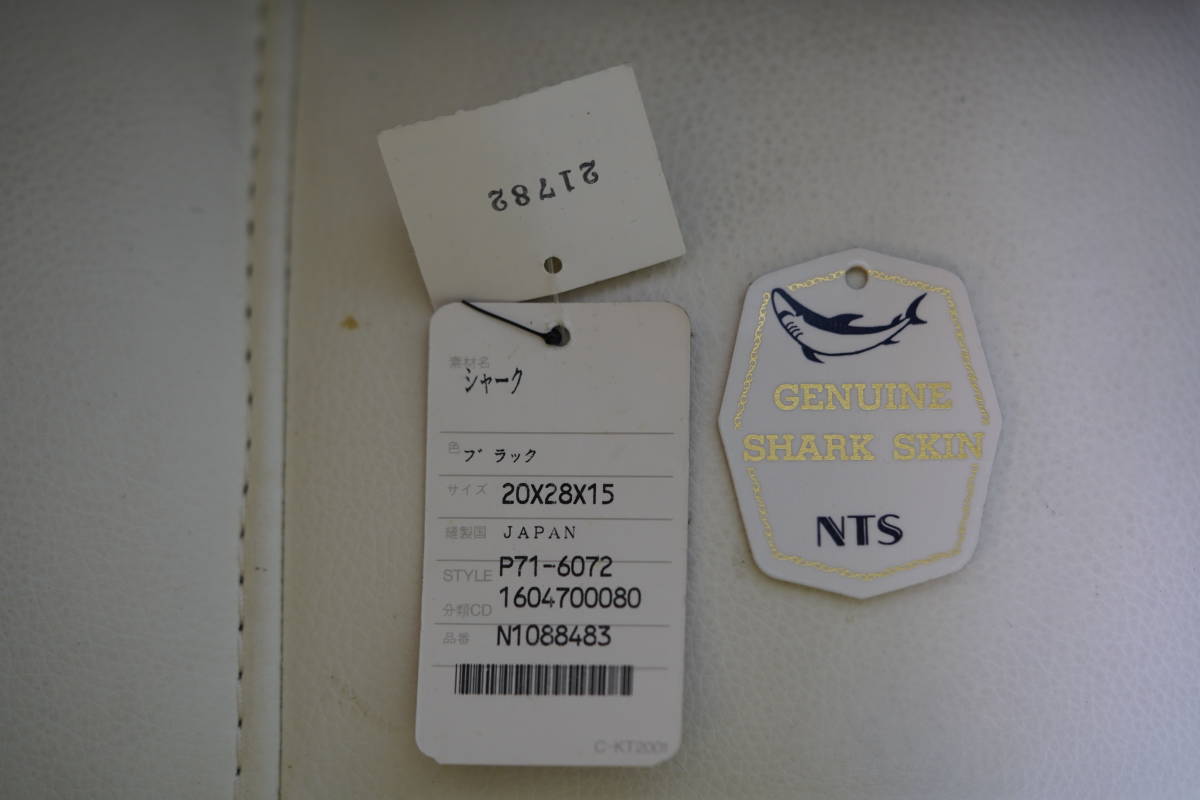 21782
素材名
シャーク
色 ブラック
サイズ 20X28X15
縫製国 JAPAN
STYLE P71-6072
分類CD 1604700080
品番 N1088483
C-KT2001
GENUINE
SHARK SKIN
NTS